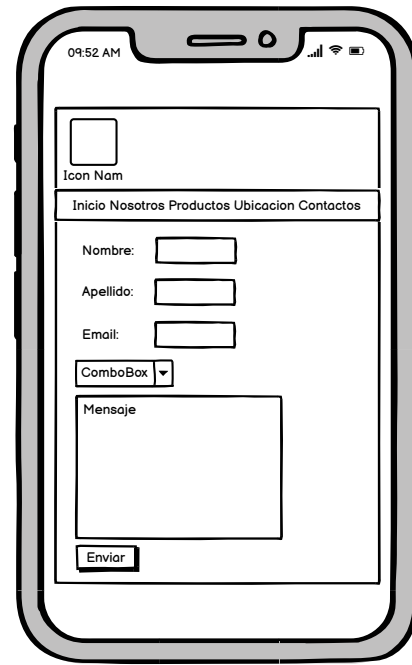 09:52 AM
Icon Nam
Inicio Nosotros Productos Ubicacion Contactos
Nombre:
Apellido:
Email:
ComboBox
Mensaje
Enviar